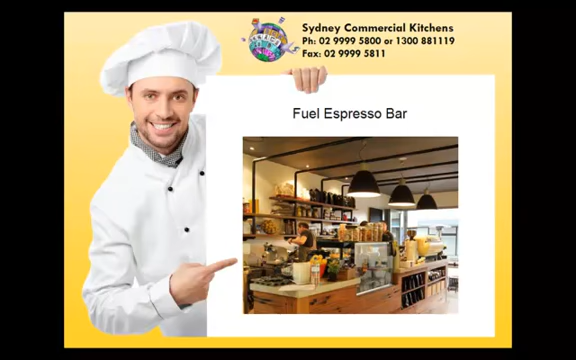 Sydney Commercial Kitchens
Ph: 02 9999 5800 or 1300 881119
Fax: 02 9999 5811
Fuel Espresso Bar